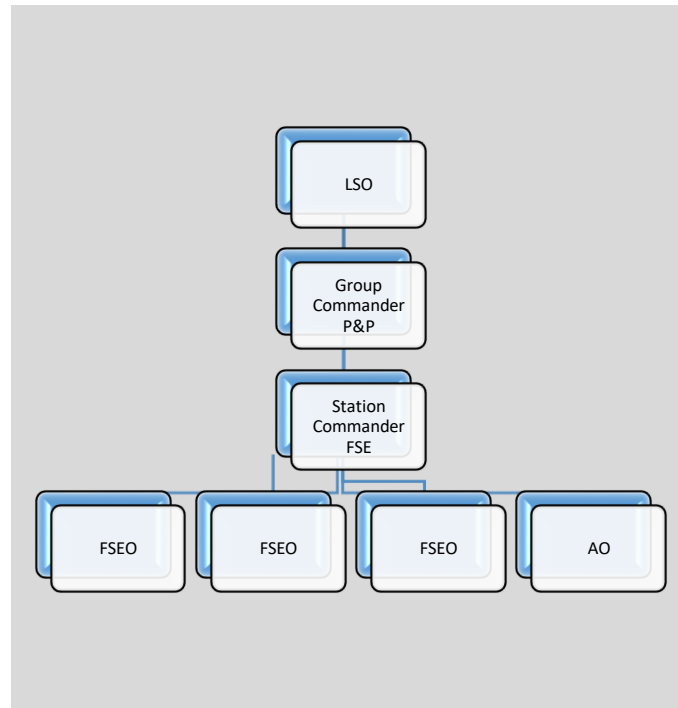 LSO
Group
Commander
P&P
Station
Commander
FSE
FSEO
FSEO
FSEO
AO